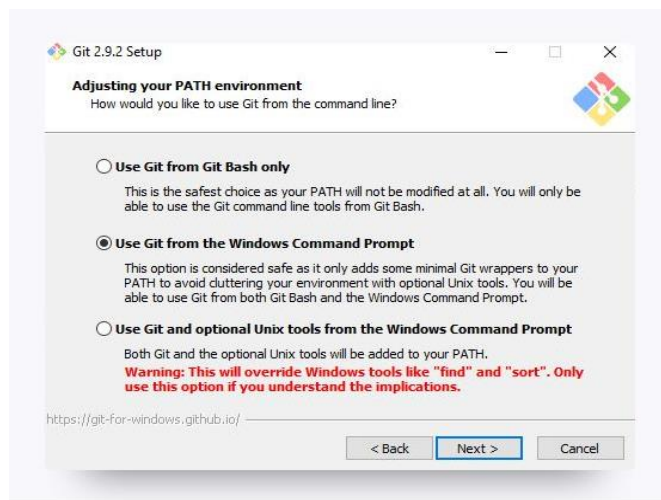 Git 2.9.2 Setup
Adjusting your PATH environment
How would you like to use Git from the command line?
Use Git from Git Bash only
This is the safest choice as your PATH will not be modified at all. You will only be
able to use the Git command line tools from Git Bash.
Use Git from the Windows Command Prompt
This option is considered safe as it only adds some minimal Git wrappers to your
PATH to avoid cluttering your environment with optional Unix tools. You will be
able to use Git from both Git Bash and the Windows Command Prompt.
Use Git and optional Unix tools from the Windows Command Prompt
Both Git and the optional Unix tools will be added to your PATH.
Warning: This will override Windows tools like "find" and "sort". Only
use this option if you understand the implications.
https://git-for-windows.github.io/
< Back Next > Cancel